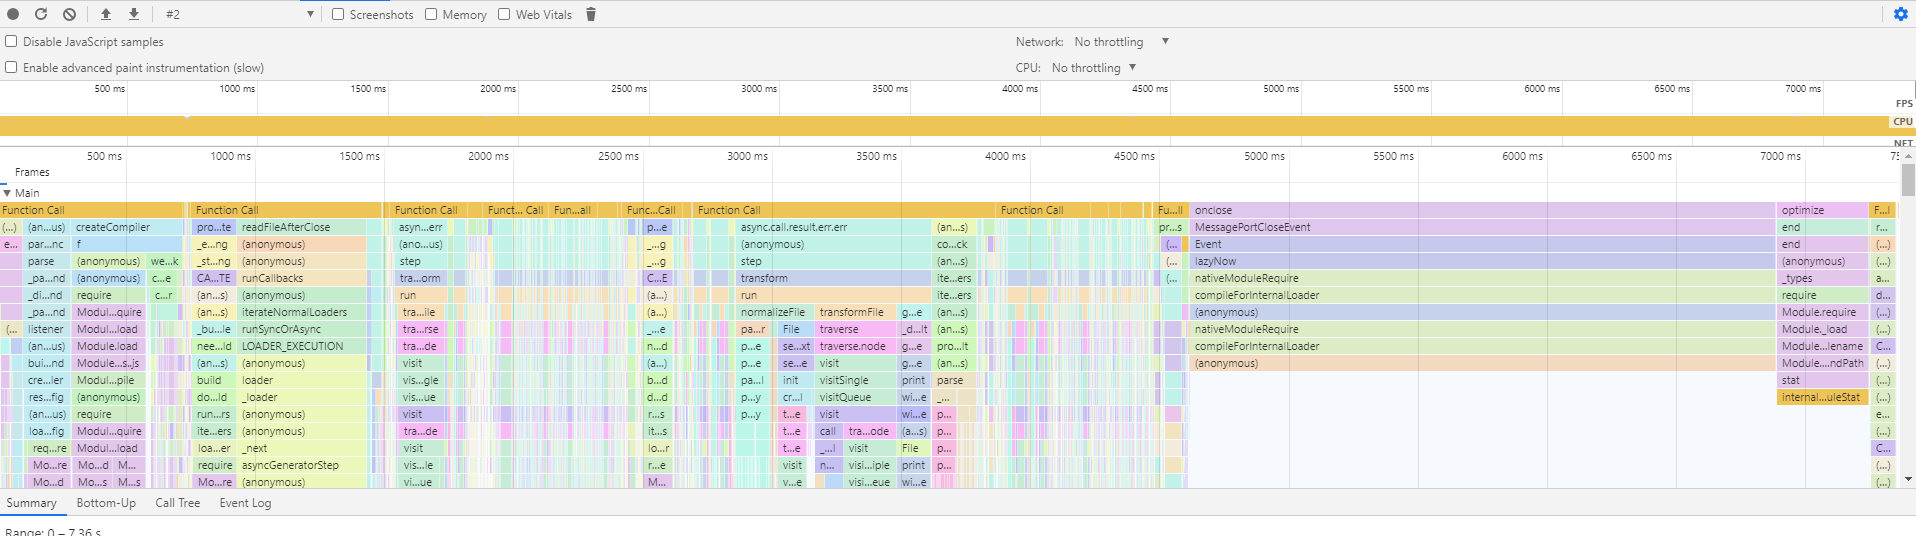 #2 Screenshots Memory Web Vitals
Disable JavaScript samples Network: No throttling
Enable advanced paint instrumentation (slow) CPU: No throttling
500 ms 1000 ms 1500 ms 2000 ms 2500 ms 3000 ms 3500 ms 4000 ms 4500 ms 5000 ms 5500 ms 6000 ms 6500 ms 7000 ms
FPS
CPU
NET
500 ms 1000 ms 1500 ms 2000 ms 2500 ms 3000 ms 3500 ms 4000 ms 4500 ms 5000 ms 5500 ms 6000 ms 6500 ms 7000 ms
Frames
Main
Function Call Function Call Function Call Funct... Call Fun...all Func...Call Function Call Function Call Fu...ll onclose optimize F...l
(...) (an...us) createCompiler pro...te readFileAfterClose asyn...err p...e async.call.result.err.err (an...s) pr...s MessagePortCloseEvent end r...
e... par...nc f _e...ng (anonymous) (ano...us) _...g (anonymous) co...ck (... Event end (...)
parse (anonymous) we...k _st...ng (anonymous) step _...g step (an...s) (... lazyNow (anonymous) (...)
_pa...nd (anonymous) c...e CA...TE runCallbacks tra...orm C...E transform ite...ers (... nativeModuleRequire _types a...
_di...nd require c...r (an...s) (anonymous) run (a...) run ite...ers compileForInternalLoader require d...
_pa...nd Modul...quire (an...s) iterateNormalLoaders tra...ile (a... normalizeFile transformFile g...e (an...s) (anonymous) Module.require (...)
(... listener Modul...load _bu...le runSyncOrAsync tra...rse _...e pa...r File traverse _d...lt (an...s) nativeModuleRequire Module._load (...)
(an...us) Module.load nee...ld LOADER_EXECUTION tra...de n...d p...e se...xt traverse.node g...e pro...lt compileForInternalLoader Module...lename C...
bui...nd Module...s.js (an...s) (anonymous) visit (a...) p...e se...e visit g...e (an...s) (anonymous) Module....ndPath (...)
cre...ler Modul...pile build loader vis...gle b...d pa...l init visitSingle print parse stat (...)
res...fig (anonymous) do...ld _loader vis...ue d...d p...y cr...l visitQueue wi...e _... internal...uleStat (...)
(an...us) require run...rs (anonymous) visit r...s p...y t...e visit wi...e p... e...
loa...fig Modul...quire ite...ers (anonymous) tra...de it...s t...e call tra...ode (a...s) p... (...)
req...re Modul...load loa...er _next visit lo...r t...e _...l visit File p... C...
Mo...re Mo...d M... require asyncGeneratorStep vis...le r...e visit n... visi...iple print p... (...)
Mo...d Mo...s M...s Mo...re (anonymous) vi...ue M... v...e visi...eue wi...e (...)
Summary Bottom-Up Call Tree Event Log
Range: 0 – 7.36 s